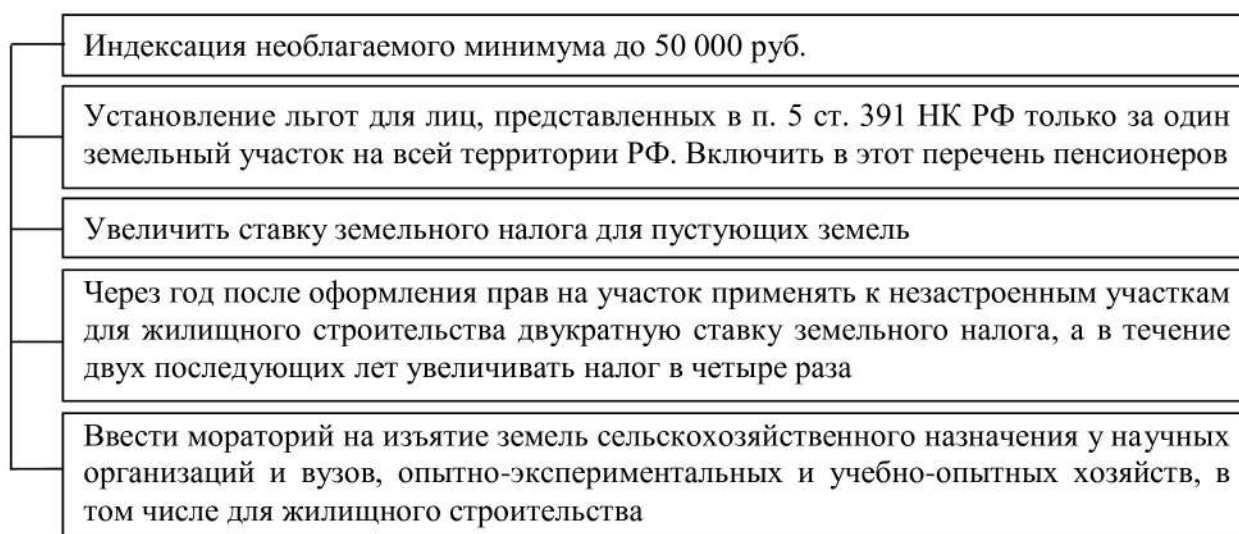 Индексация необлагаемого минимума до 50 000 руб.
Установление льгот для лиц, представленных в п. 5 ст. 391 НК РФ только за один
земельный участок на всей территории РФ. Включить в этот перечень пенсионеров
Увеличить ставку земельного налога для пустующих земель
Через год после оформления прав на участок применять к незастроенным участкам
для жилищного строительства двукратную ставку земельного налога, а в течение
двух последующих лет увеличивать налог в четыре раза
Ввести мораторий на изъятие земель сельскохозяйственного назначения у научных
организаций и вузов, опытно-экспериментальных и учебно-опытных хозяйств, в
том числе для жилищного строительства